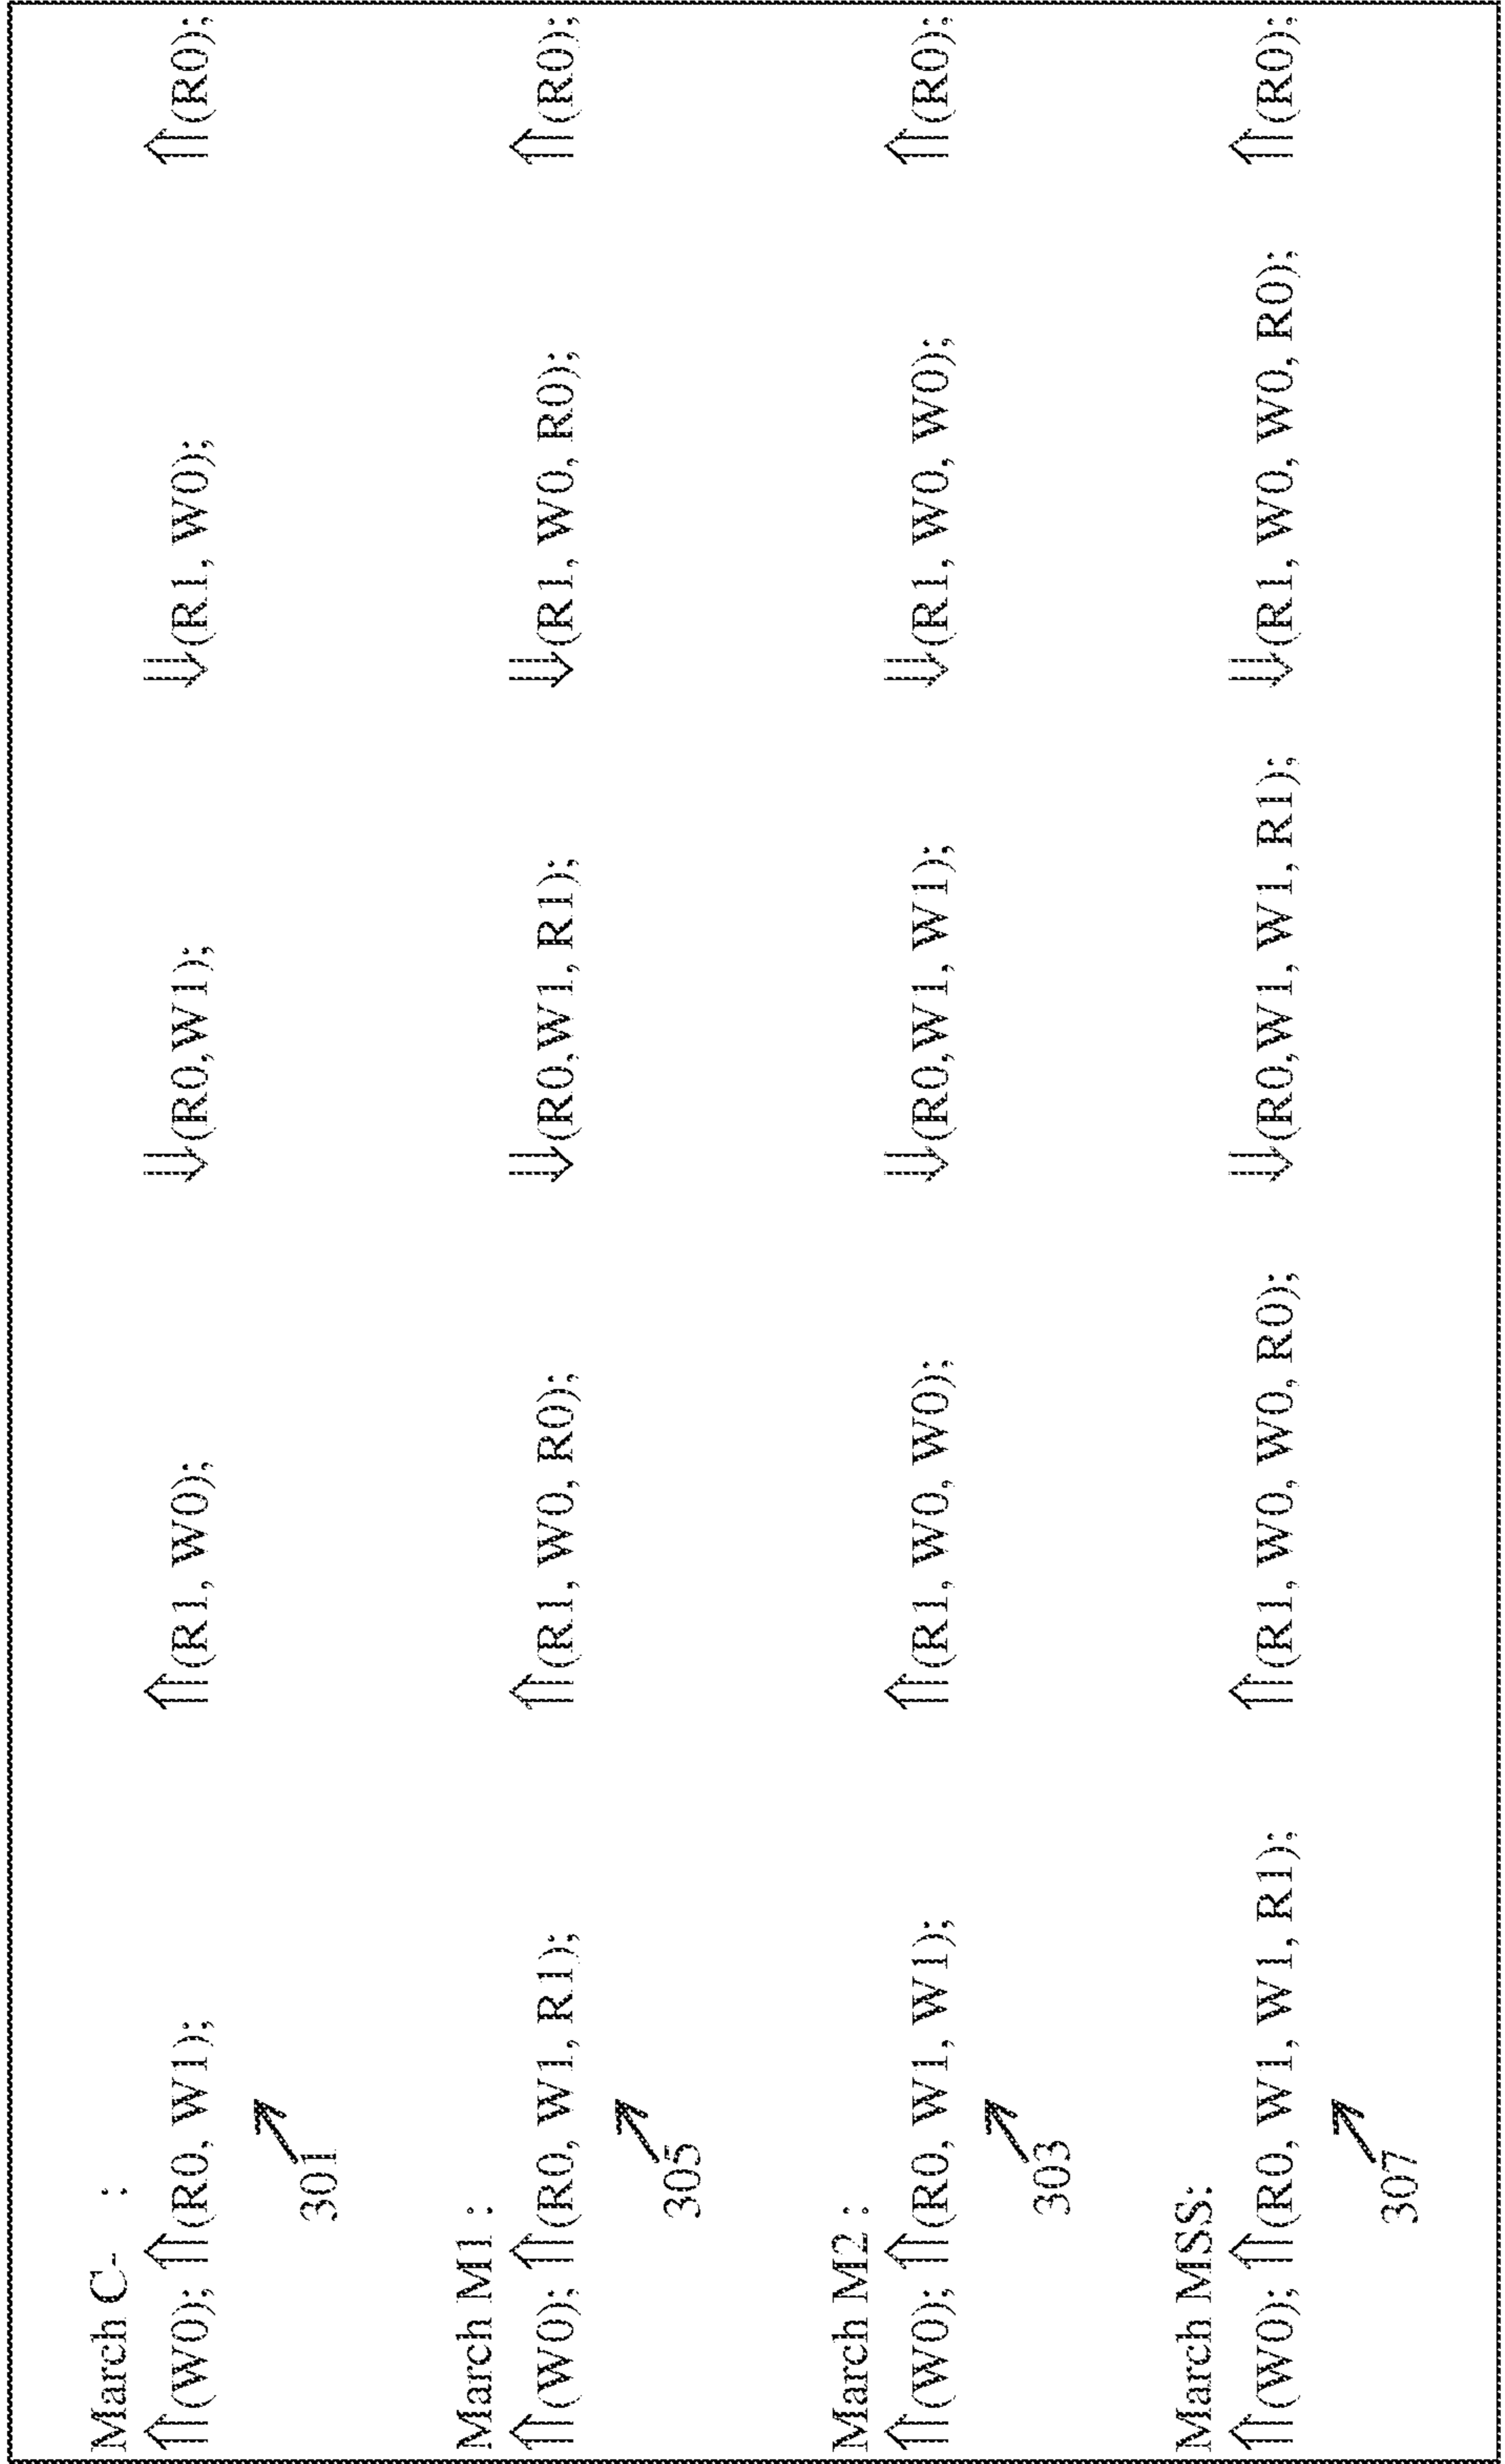 March C- :
⇑(W0); ⇑(R0, W1); ⇑(R1, W0); ⇓(R0,W1); ⇓(R1, W0); ⇑(R0);
301
March M1 :
⇑(W0); ⇑(R0, W1, R1); ⇑(R1, W0, R0); ⇓(R0,W1, R1); ⇓(R1, W0, R0); ⇑(R0);
305
March M2 :
⇑(W0); ⇑(R0, W1, W1); ⇑(R1, W0, W0); ⇓(R0,W1, W1); ⇓(R1, W0, W0); ⇑(R0);
303
March MSS:
⇑(W0); ⇑(R0, W1, W1, R1); ⇑(R1, W0, W0, R0); ⇓(R0,W1, W1, R1); ⇓(R1, W0, W0, R0); ⇑(R0);
307